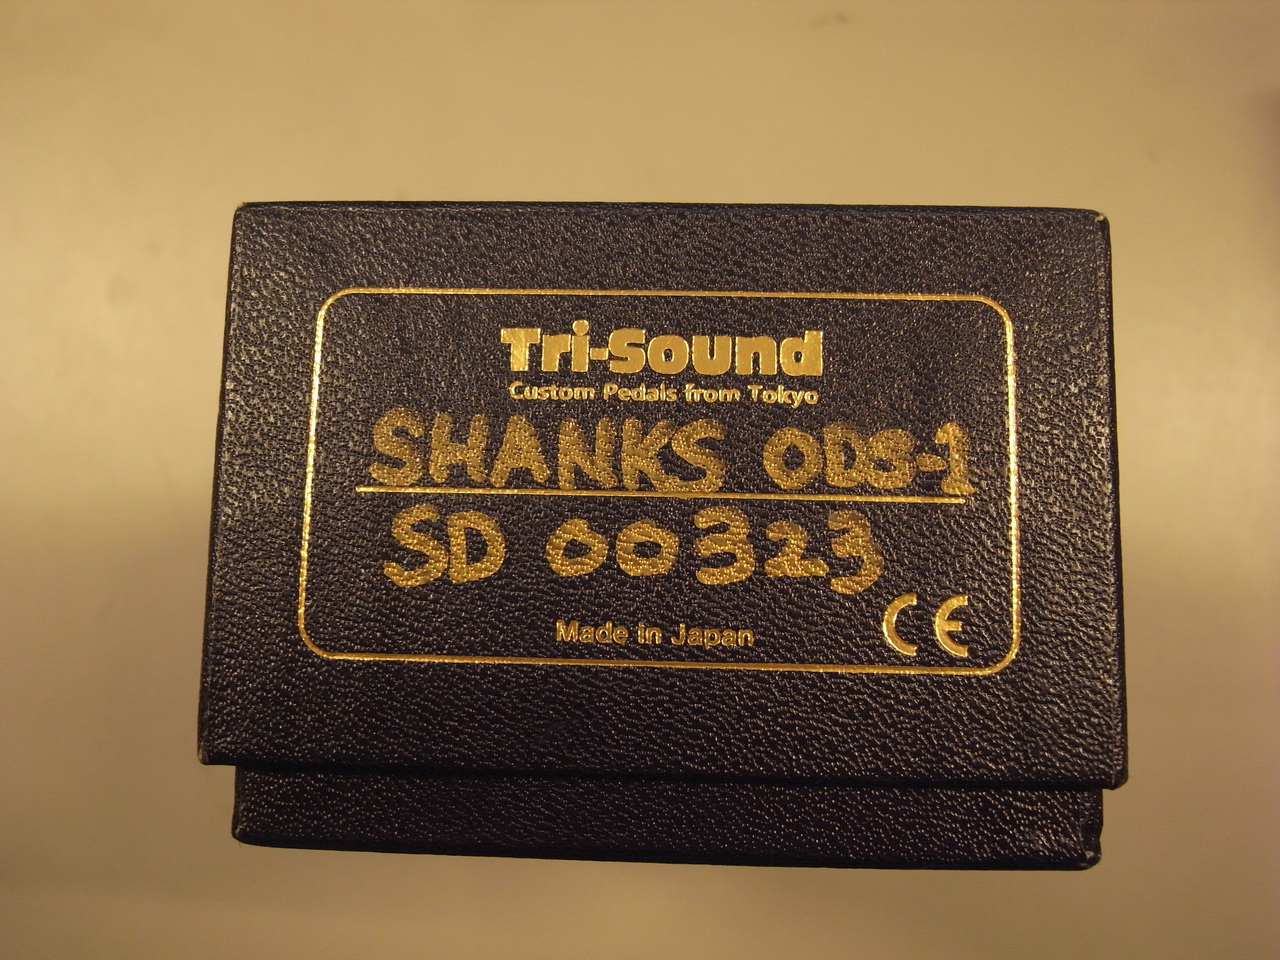 Tri-Sound
Custom Pedals from Tokyo
SHANKS ODS-1
SD 00323
Made in Japan
CE